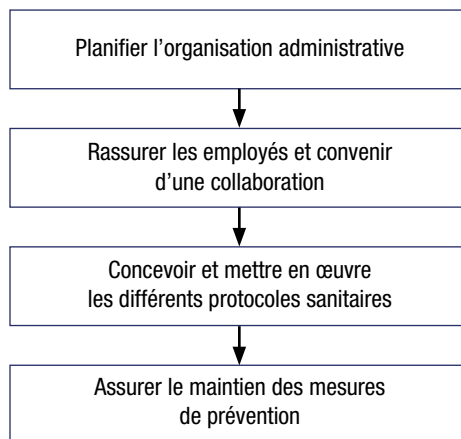 Planifier l’organisation administrative
Rassurer les employés et convenir
d’une collaboration
Concevoir et mettre en œuvre
les différents protocoles sanitaires
Assurer le maintien des mesures
de prévention